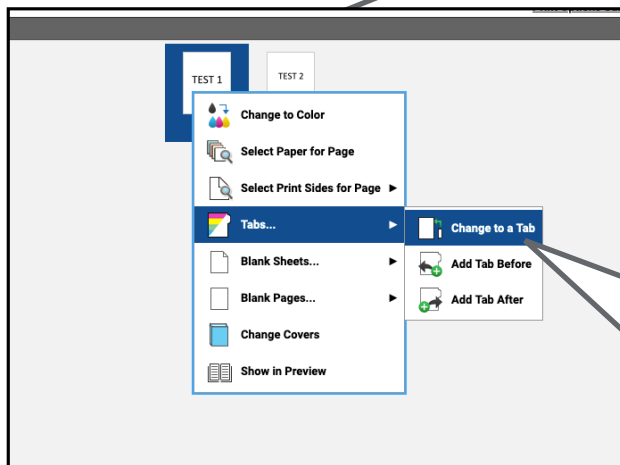 TEST 1
TEST 2
Change to Color
Select Paper for Page
Select Print Sides for Page
Tabs...
Change to a Tab
Blank Sheets...
Add Tab Before
Blank Pages...
Add Tab After
Change Covers
Show in Preview